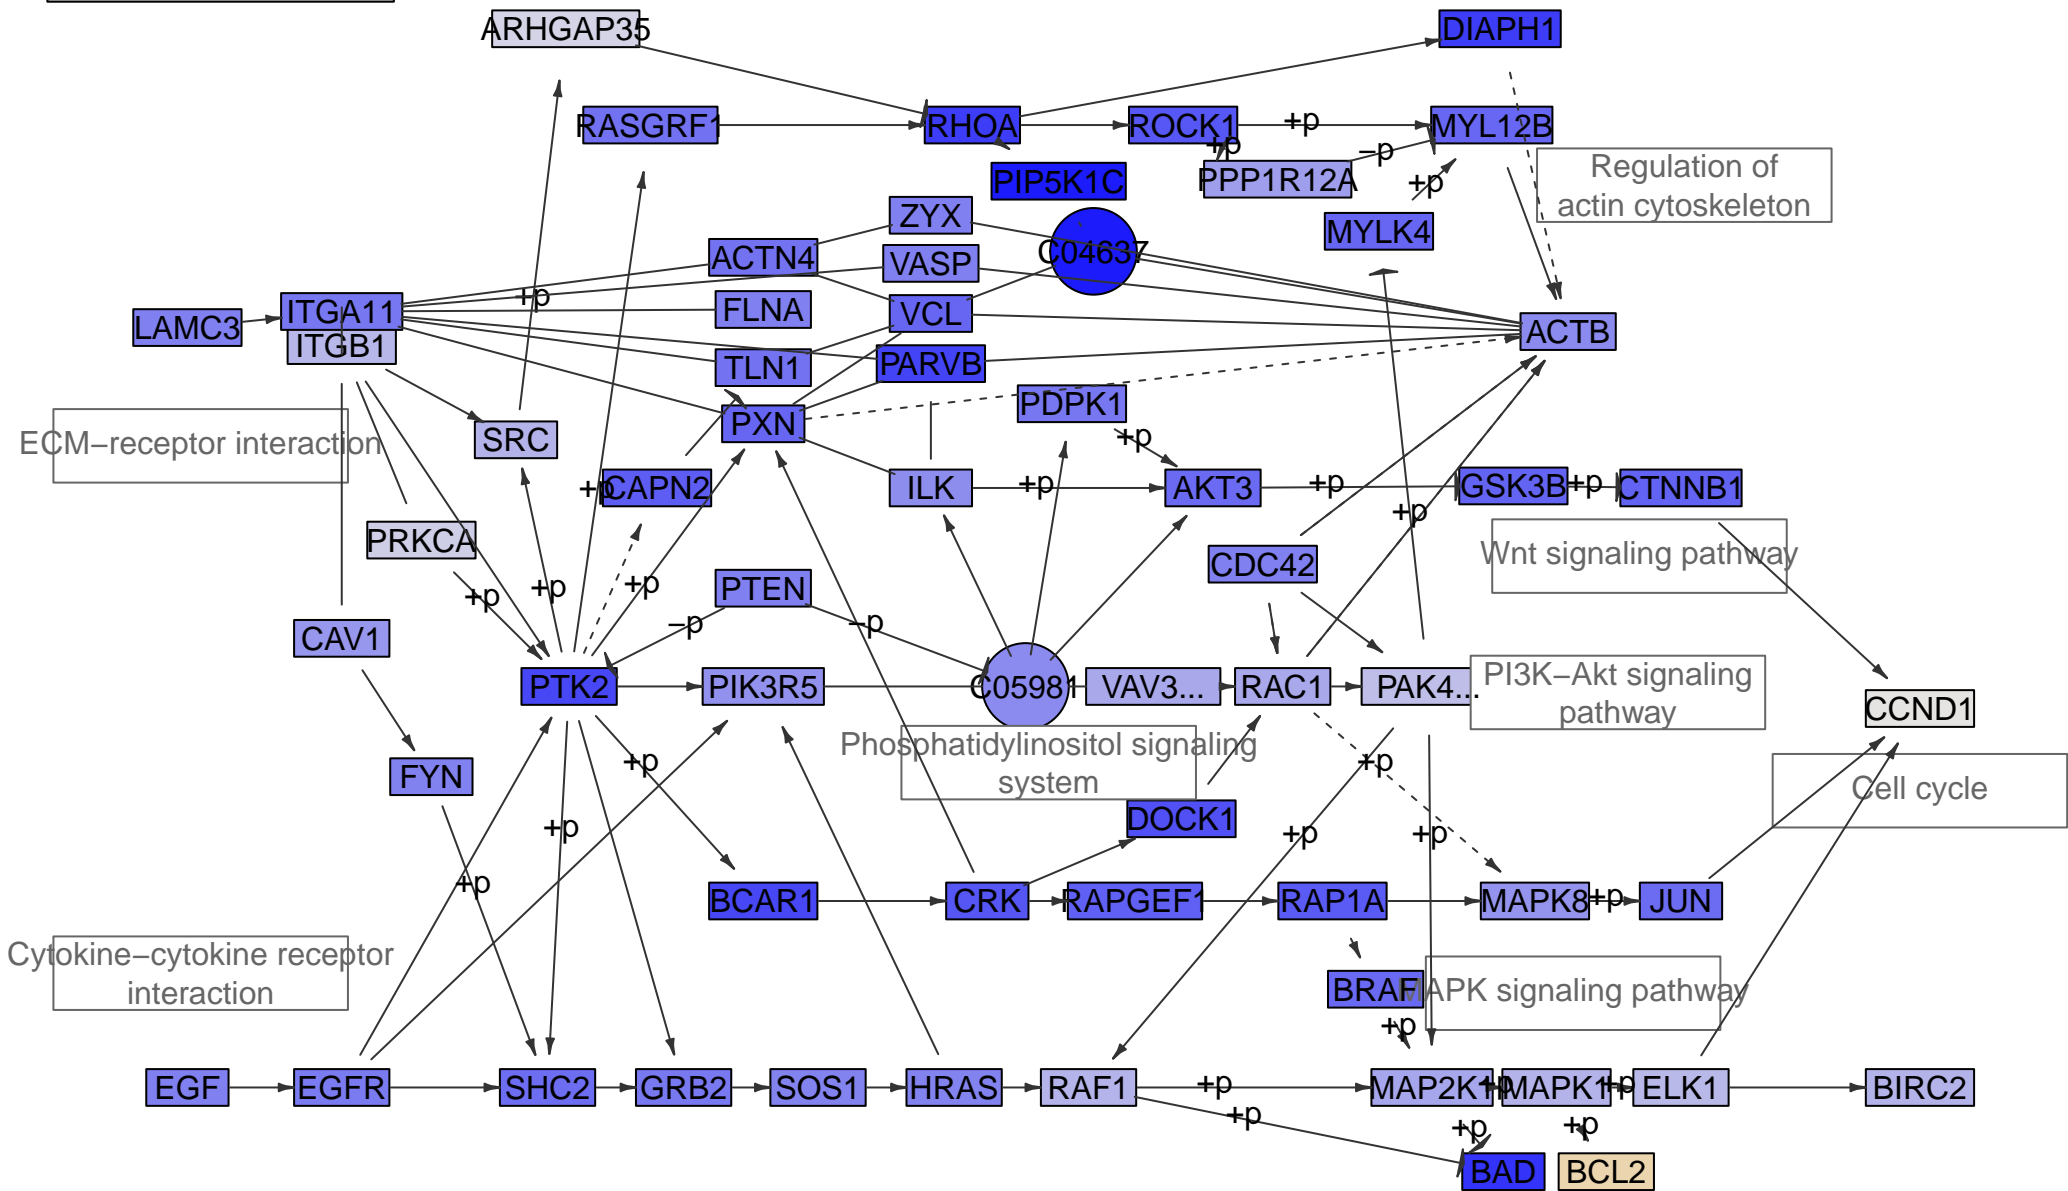 ARHGAP35
DIAPH1
RASGRF1
RHOA
ROCK1
+p
MYL12B
+p
−p
PIP5K1C
PPP1R12A
+p
Regulation of
actin cytoskeleton
ZYX
MYLK4
ACTN4
VASP
C04637
+p
LAMC3
ITGA11
FLNA
VCL
ACTB
ITGB1
TLN1
PARVB
PDPK1
PXN
+p
ECM−receptor interaction
SRC
+p
CAPN2
ILK
+p
AKT3
+p
GSK3B
+p
CTNNB1
+p
PRKCA
Wnt signaling pathway
CDC42
+p
+p
+p
PTEN
−p
−p
CAV1
PTK2
PIK3R5
C05981
VAV3...
RAC1
PAK4...
PI3K−Akt signaling
pathway
CCND1
Phosphatidylinositol signaling
system
+p
+p
FYN
Cell cycle
+p
DOCK1
+p
+p
+p
BCAR1
CRK
RAPGEF1
RAP1A
MAPK8
+p
JUN
Cytokine−cytokine receptor
interaction
BRAF
MAPK signaling pathway
+p
EGF
EGFR
SHC2
GRB2
SOS1
HRAS
RAF1
+p
MAP2K1
+p
MAPK1
+p
ELK1
BIRC2
+p
+p
+p
BAD
BCL2